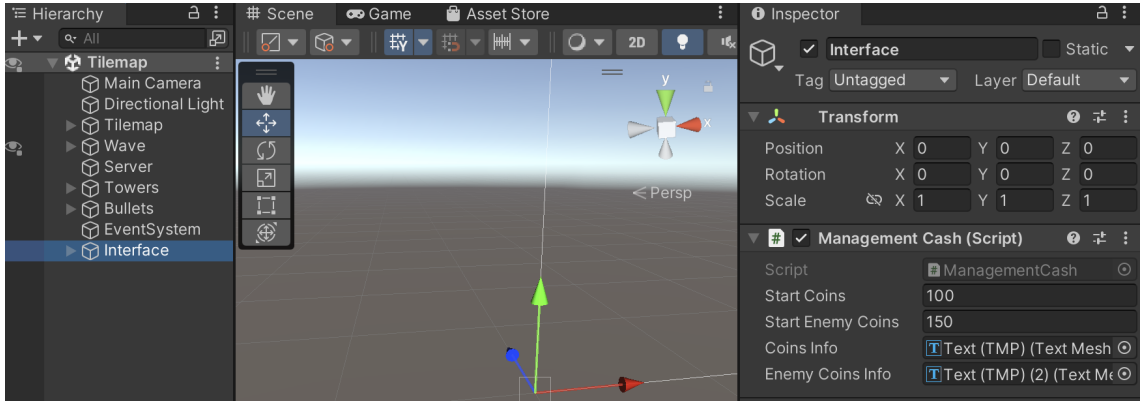 Hierarchy
All
Tilemap
Main Camera
Directional Light
Tilemap
Wave
Server
Towers
Bullets
EventSystem
Interface
# Scene
Game
Asset Store
2D
y
x
Persp
Inspector
Interface
Static
Tag Untagged
Layer Default
Transform
Position X 0 Y 0 Z 0
Rotation X 0 Y 0 Z 0
Scale X 1 Y 1 Z 1
# Management Cash (Script)
Script # ManagementCash
Start Coins 100
Start Enemy Coins 150
Coins Info T Text (TMP) (Text Mesh
Enemy Coins Info T Text (TMP) (2) (Text Me